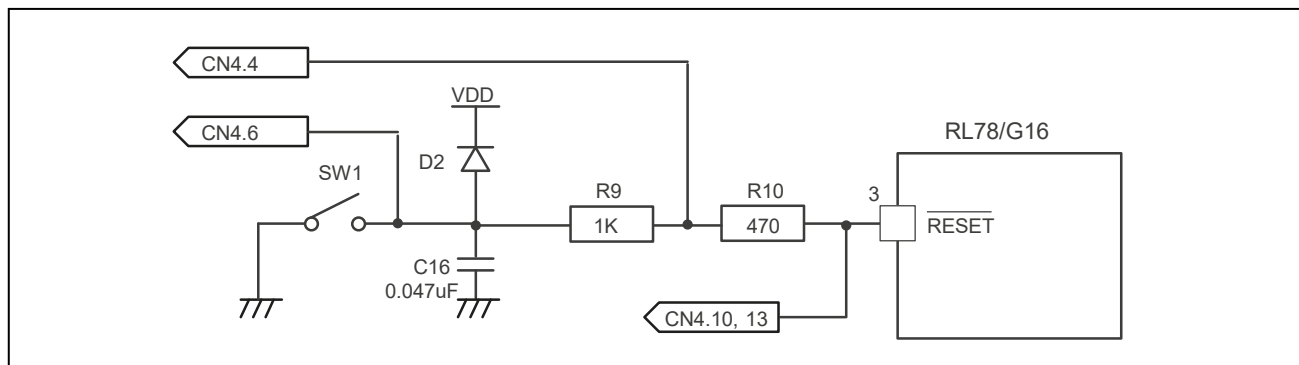 CN4.4
VDD
CN4.6
RL78/G16
D2
SW1
R9
R10
3
1K
470
RESET
C16
0.047uF
CN4.10, 13